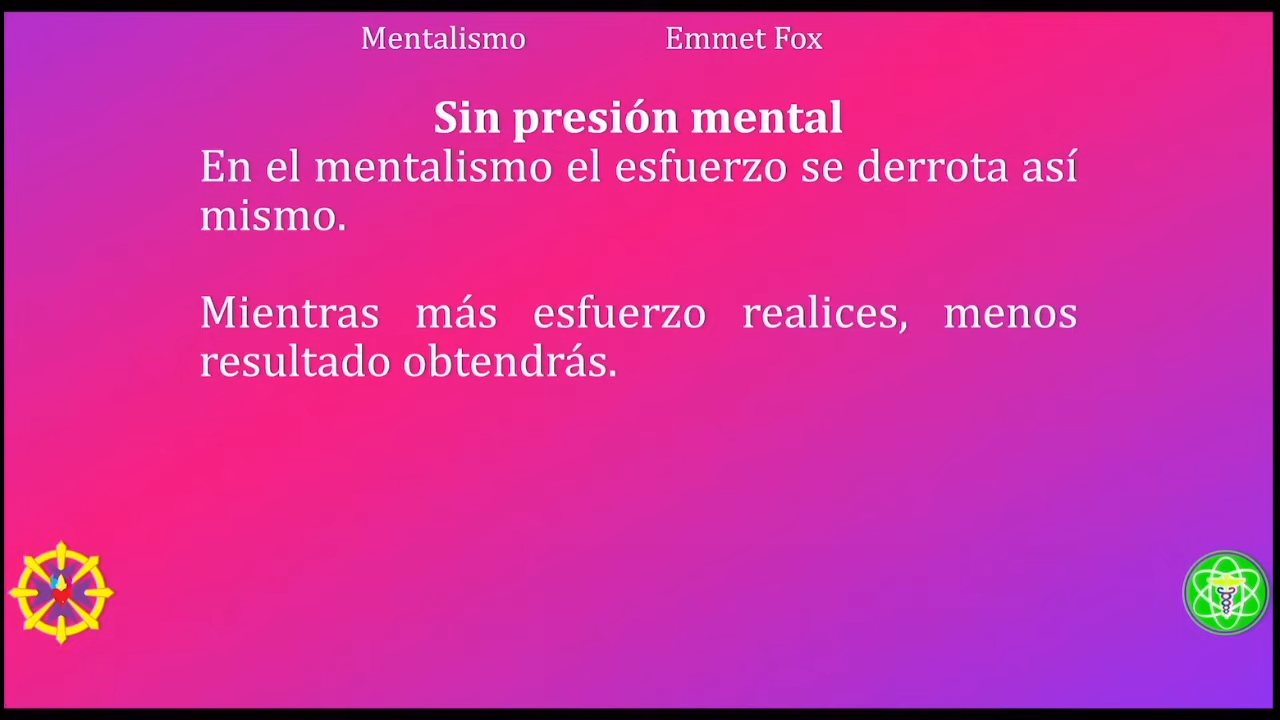 Mentalismo Emmet Fox
Sin presión mental
En el mentalismo el esfuerzo se derrota así
mismo.
Mientras más esfuerzo realices, menos
resultado obtendrás.